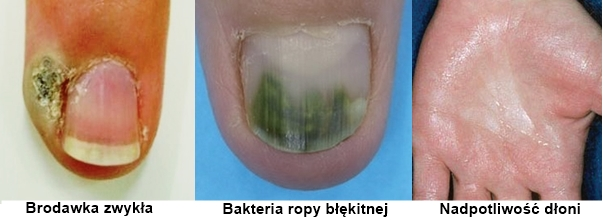 Brodawka zwykła
Bakteria ropy błękitnej
Nadpotliwość dłoni